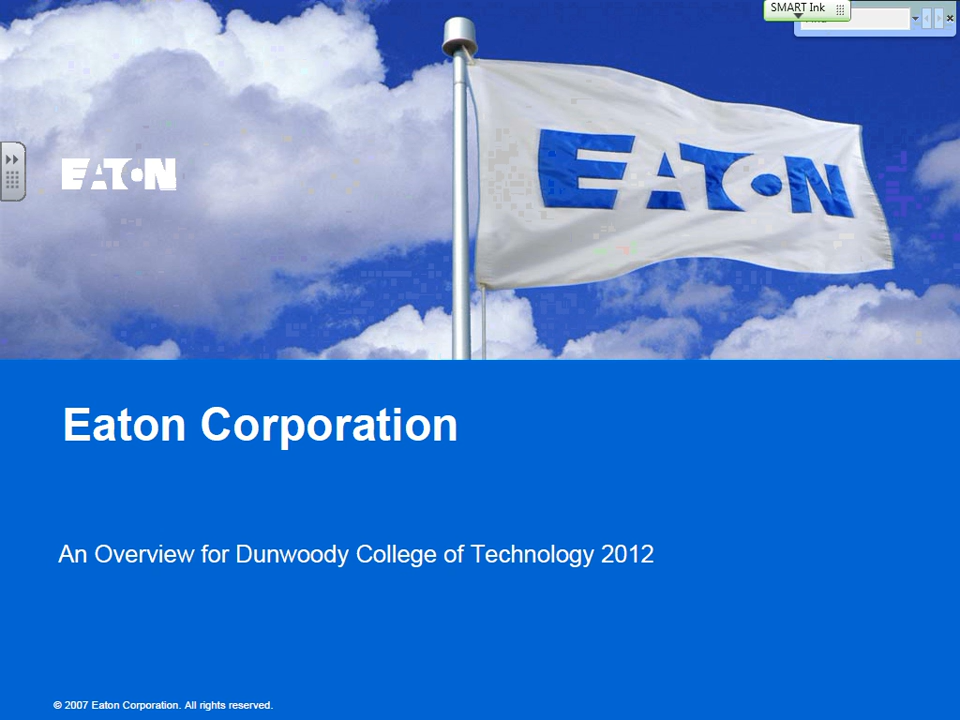 SMART Ink
EATON
EATON
Eaton Corporation
An Overview for Dunwoody College of Technology 2012
© 2007 Eaton Corporation. All rights reserved.